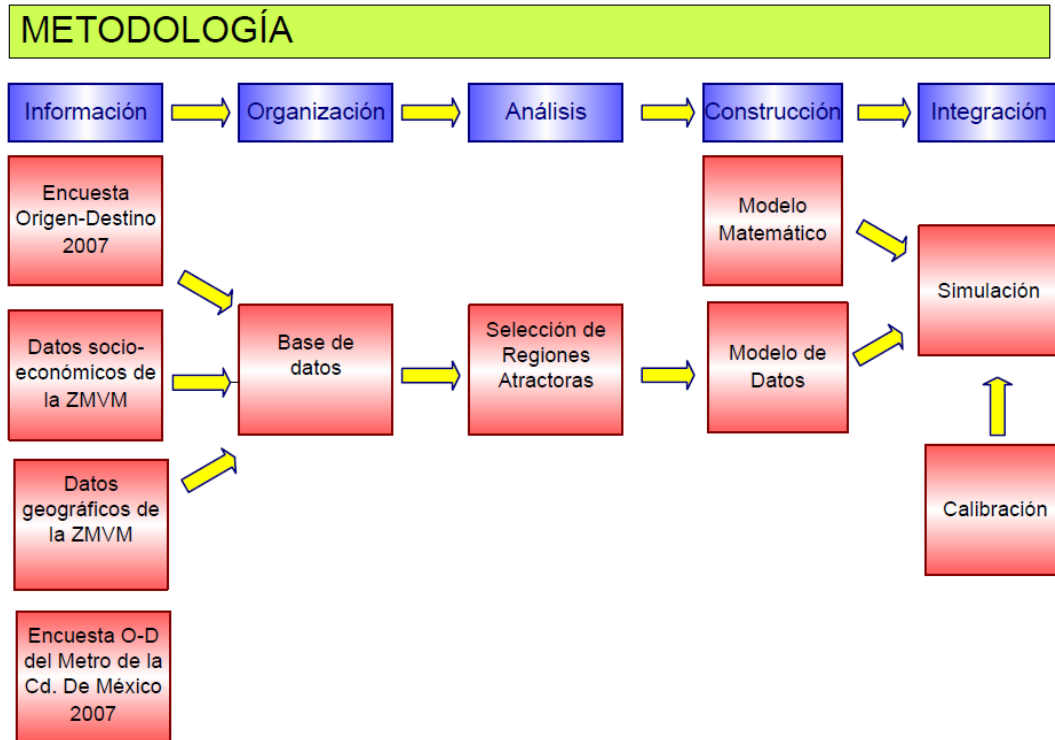 METODOLOGÍA
Información
Organización
Análisis
Construcción
Integración
Encuesta
Origen-Destino
2007
Modelo
Matemático
Simulación
Datos socio-
económicos de
la ZMVM
Base de
datos
Selección de
Regiones
Atractoras
Modelo de
Datos
Datos
geográficos de
la ZMVM
Calibración
Encuesta O-D
del Metro de la
Cd. De México
2007